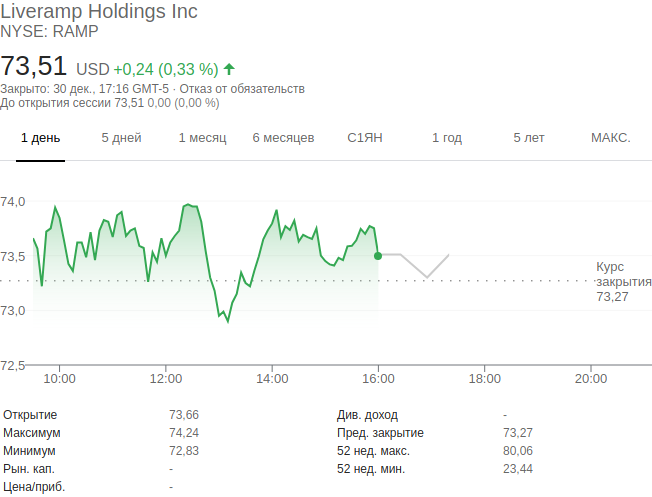 Liveramp Holdings Inc
NYSE: RAMP
73,51 USD +0,24 (0,33 %)
Закрыто: 30 дек., 17:16 GMT-5 · Отказ от обязательств
До открытия сессии 73,51 0,00 (0,00 %)
1 день 5 дней 1 месяц 6 месяцев С1ЯН 1 год 5 лет МАКС.
74,0
73,5
Курс
закрытия
73,27
73,0
72,5
10:00 12:00 14:00 16:00 18:00 20:00
Открытие 73,66 Див. доход -
Максимум 74,24 Пред. закрытие 73,27
Минимум 72,83 52 нед. макс. 80,06
Рын. кап. - 52 нед. мин. 23,44
Цена/приб. -